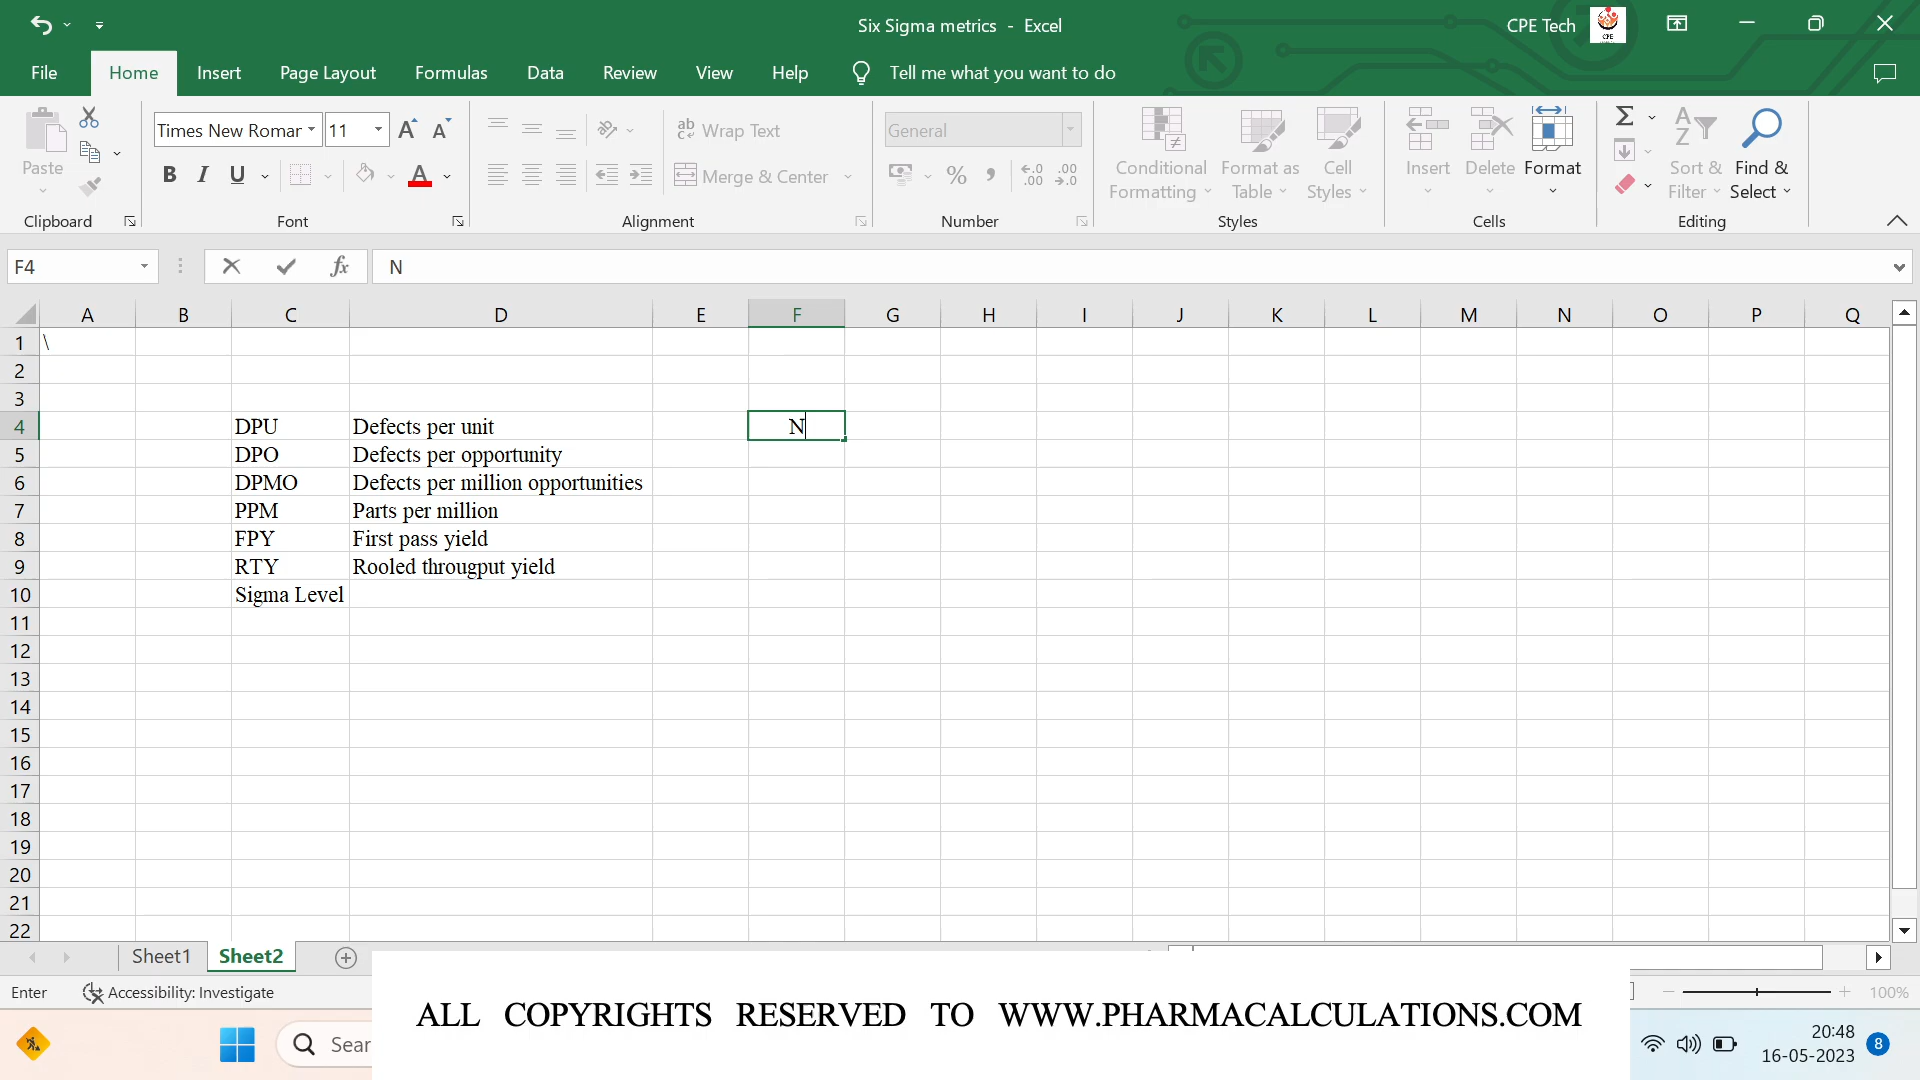 Six Sigma metrics - Excel
CPE Tech
CPE
File Home Insert Page Layout Formulas Data Review View Help Tell me what you want to do
Times New Romar 11
ab Wrap Text
General
Paste
B I U
A
Merge & Center
% ,
Conditional Formatting
Format as Table
Cell Styles
Insert Delete Format
Sort & Filter
Find & Select
Clipboard Font Alignment Number Styles Cells Editing
F4 fx N
A B C D E F G H I J K L M N O P Q
1 \
2
3
4 DPU Defects per unit N
5 DPO Defects per opportunity
6 DPMO Defects per million opportunities
7 PPM Parts per million
8 FPY First pass yield
9 RTY Rooled througput yield
10 Sigma Level
11
12
13
14
15
16
17
18
19
20
21
22
Sheet1 Sheet2
Enter Accessibility: Investigate 100%
ALL COPYRIGHTS RESERVED TO WWW.PHARMACALCULATIONS.COM
Sear
20:48
16-05-2023 8